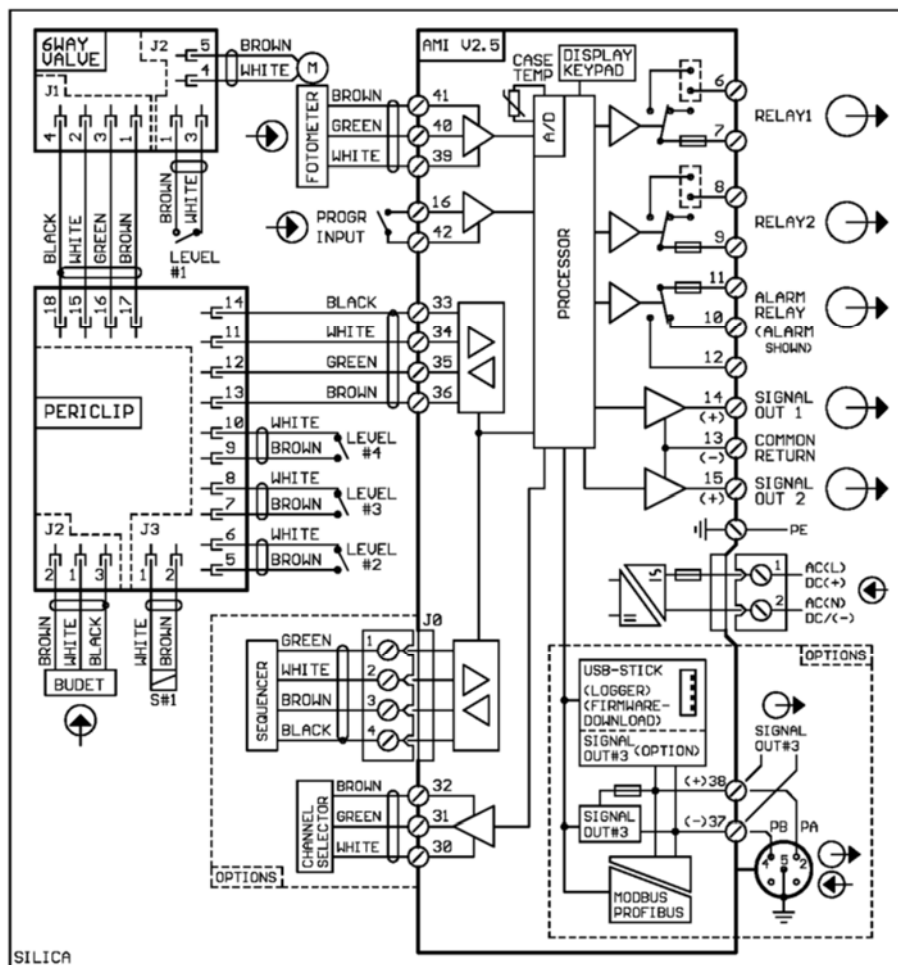 6WAY
VALVE
J2
J1
5
4
BROWN
WHITE
M
4
2
3
1
1
3
BROWN
WHITE
LEVEL
#1
BLACK
WHITE
GREEN
BROWN
FOTOMETER
BROWN
GREEN
WHITE
41
40
39
PROGR
INPUT
16
42
AMI V2.5
CASE
TEMP
DISPLAY
KEYPAD
A/D
PROCESSOR
6
7
RELAY1
8
9
RELAY2
11
10
12
ALARM
RELAY
(ALARM
SHOWN)
14
(+)
SIGNAL
OUT 1
13
(-)
COMMON
RETURN
15
(+)
SIGNAL
OUT 2
PE
1
AC(L)
DC(+)
2
AC(N)
DC/(-)
18
15
16
17
PERICLIP
14
11
12
13
10
9
8
7
6
5
BLACK
WHITE
GREEN
BROWN
33
34
35
36
WHITE
BROWN
LEVEL
#4
WHITE
BROWN
LEVEL
#3
WHITE
BROWN
LEVEL
#2
J2
J3
2
1
3
1
2
BROWN
WHITE
BLACK
WHITE
BROWN
BUDET
S#1
J0
SEQUENCER
GREEN
WHITE
BROWN
BLACK
1
2
3
4
CHANNEL
SELECTOR
BROWN
GREEN
WHITE
32
31
30
OPTIONS
OPTIONS
USB-STICK
(LOGGER)
(FIRMWARE-
DOWNLOAD)
SIGNAL
OUT#3 (OPTION)
SIGNAL
OUT#3
(+)38
(-)37
SIGNAL
OUT#3
PB
PA
4
5
2
MODBUS
PROFIBUS
SILICA